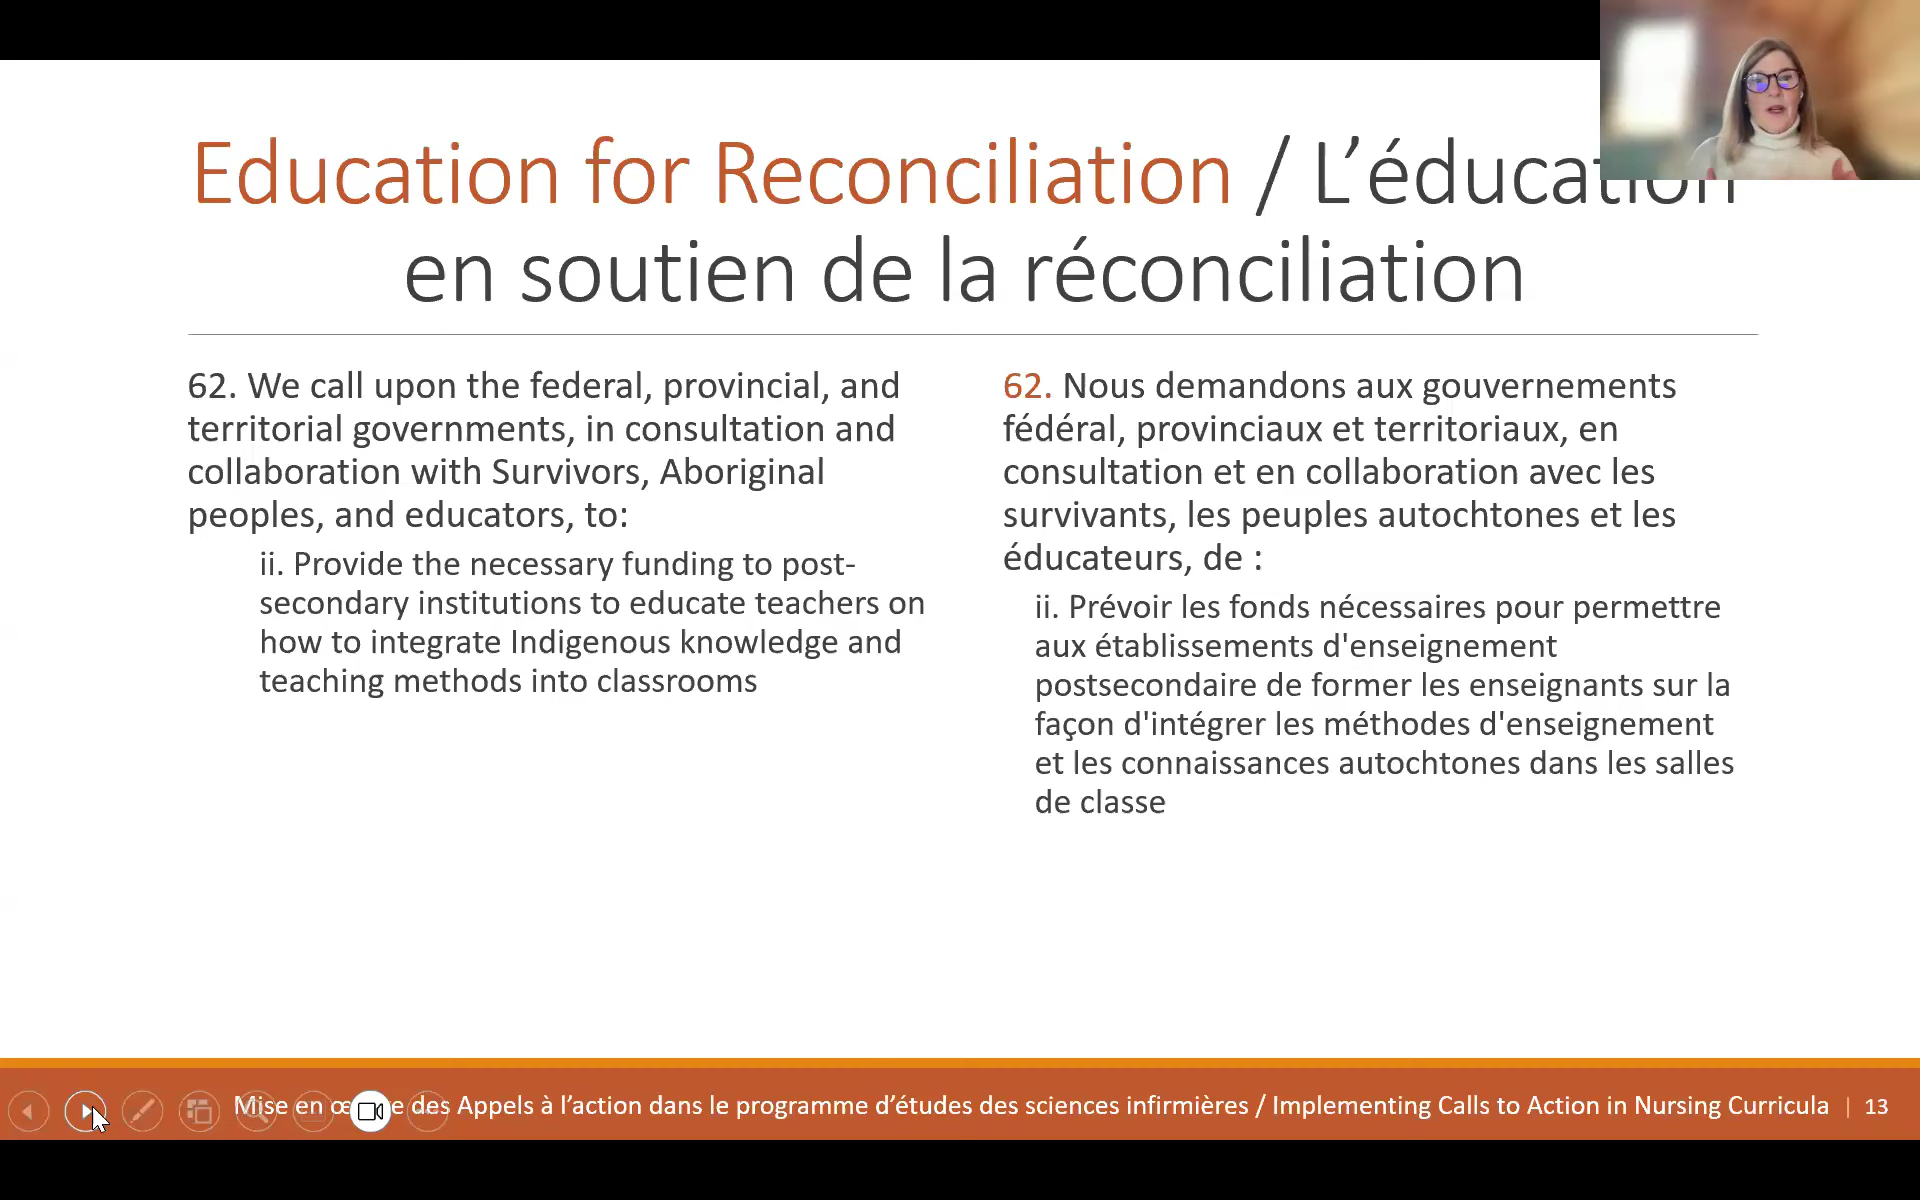 Education for Reconciliation / L’éducation
en soutien de la réconciliation
62. We call upon the federal, provincial, and
territorial governments, in consultation and
collaboration with Survivors, Aboriginal
peoples, and educators, to:
ii. Provide the necessary funding to post-
secondary institutions to educate teachers on
how to integrate Indigenous knowledge and
teaching methods into classrooms
62. Nous demandons aux gouvernements
fédéral, provinciaux et territoriaux, en
consultation et en collaboration avec les
survivants, les peuples autochtones et les
éducateurs, de :
ii. Prévoir les fonds nécessaires pour permettre
aux établissements d'enseignement
postsecondaire de former les enseignants sur la
façon d'intégrer les méthodes d'enseignement
et les connaissances autochtones dans les salles
de classe
Mise en œuvre des Appels à l’action dans le programme d’études des sciences infirmières / Implementing Calls to Action in Nursing Curricula | 13